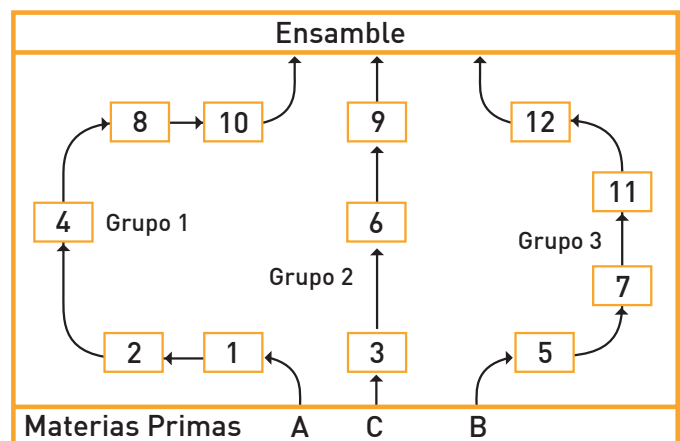 Ensamble
8 10 9 12
4 Grupo 1 6 11
Grupo 3
Grupo 2 7
2 1 3 5
Materias Primas A C B